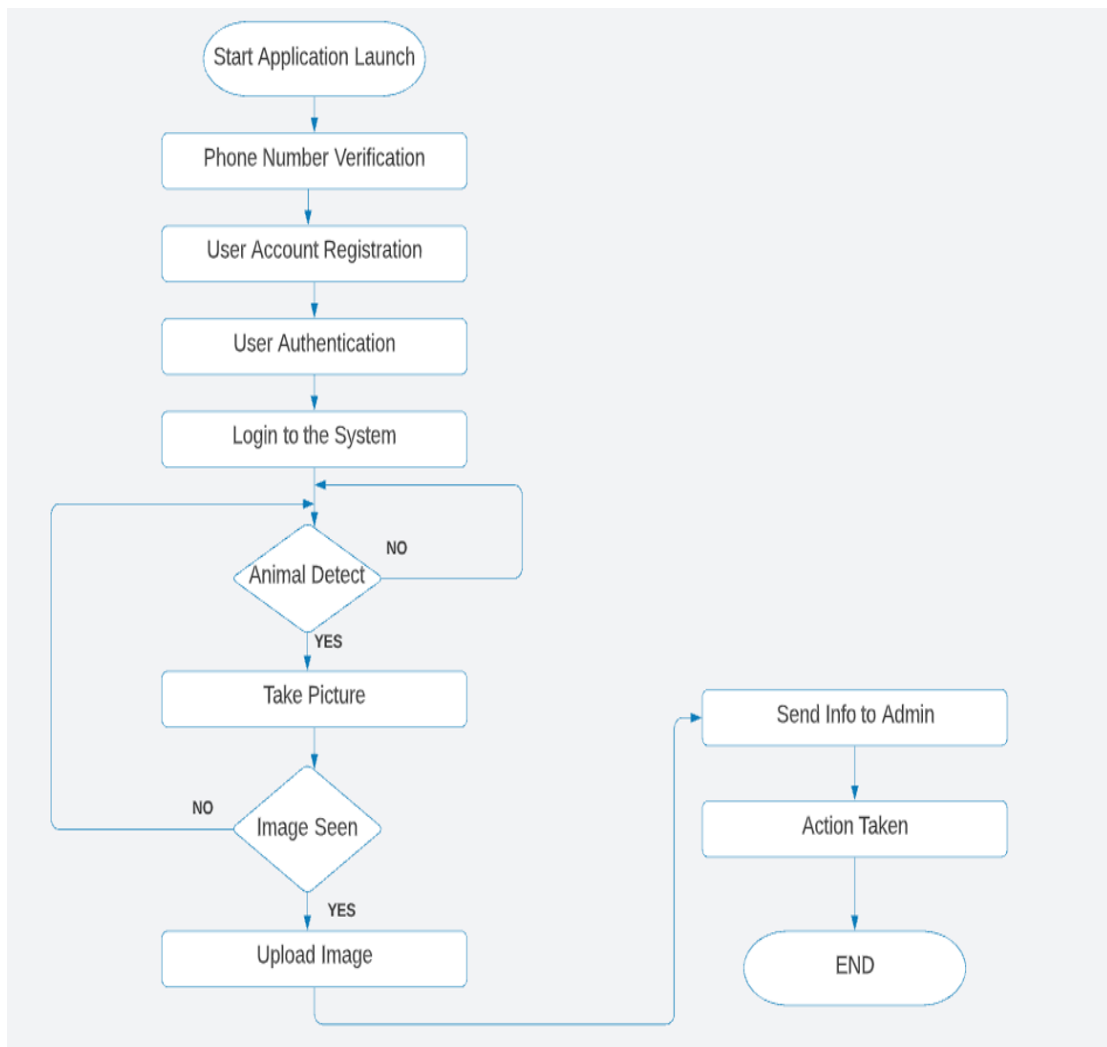 Start Application Launch
Phone Number Verification
User Account Registration
User Authentication
Login to the System
NO
Animal Detect
YES
Take Picture
NO
Image Seen
YES
Upload Image
Send Info to Admin
Action Taken
END